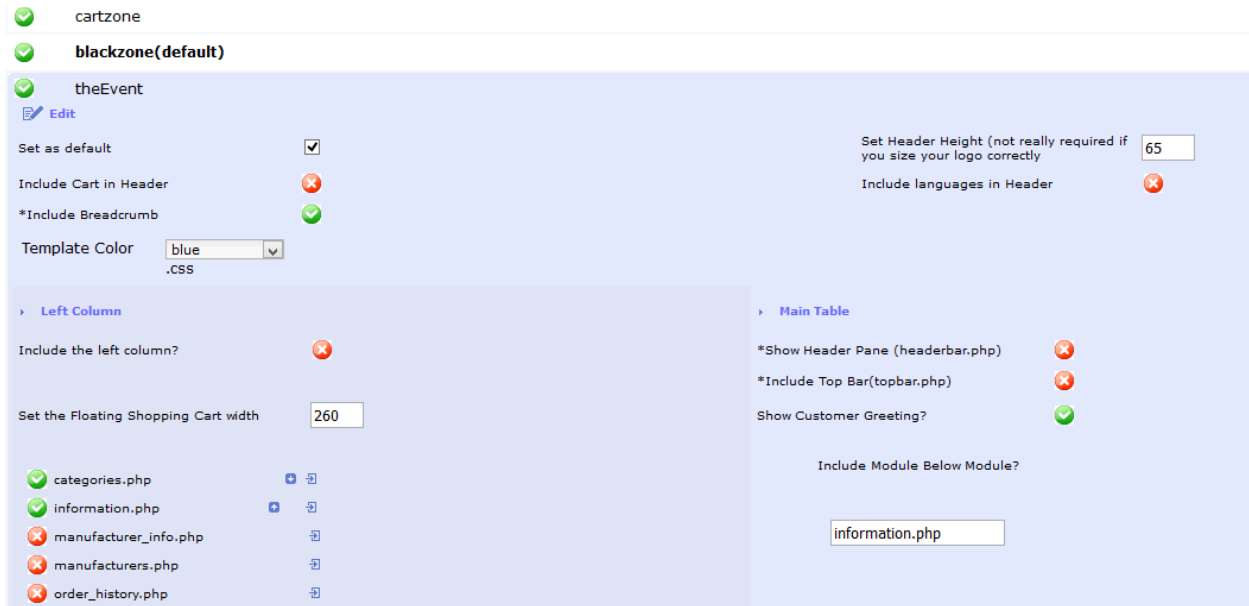 cartzone
blackzone(default)
theEvent
Edit
Set as default
Set Header Height (not really required if
you size your logo correctly
65
Include Cart in Header
Include languages in Header
*Include Breadcrumb
Template Color
blue
.css
Left Column
Main Table
Include the left column?
*Show Header Pane (headerbar.php)
*Include Top Bar(topbar.php)
Set the Floating Shopping Cart width
260
Show Customer Greeting?
Include Module Below Module?
categories.php
information.php
information.php
manufacturer_info.php
manufacturers.php
order_history.php